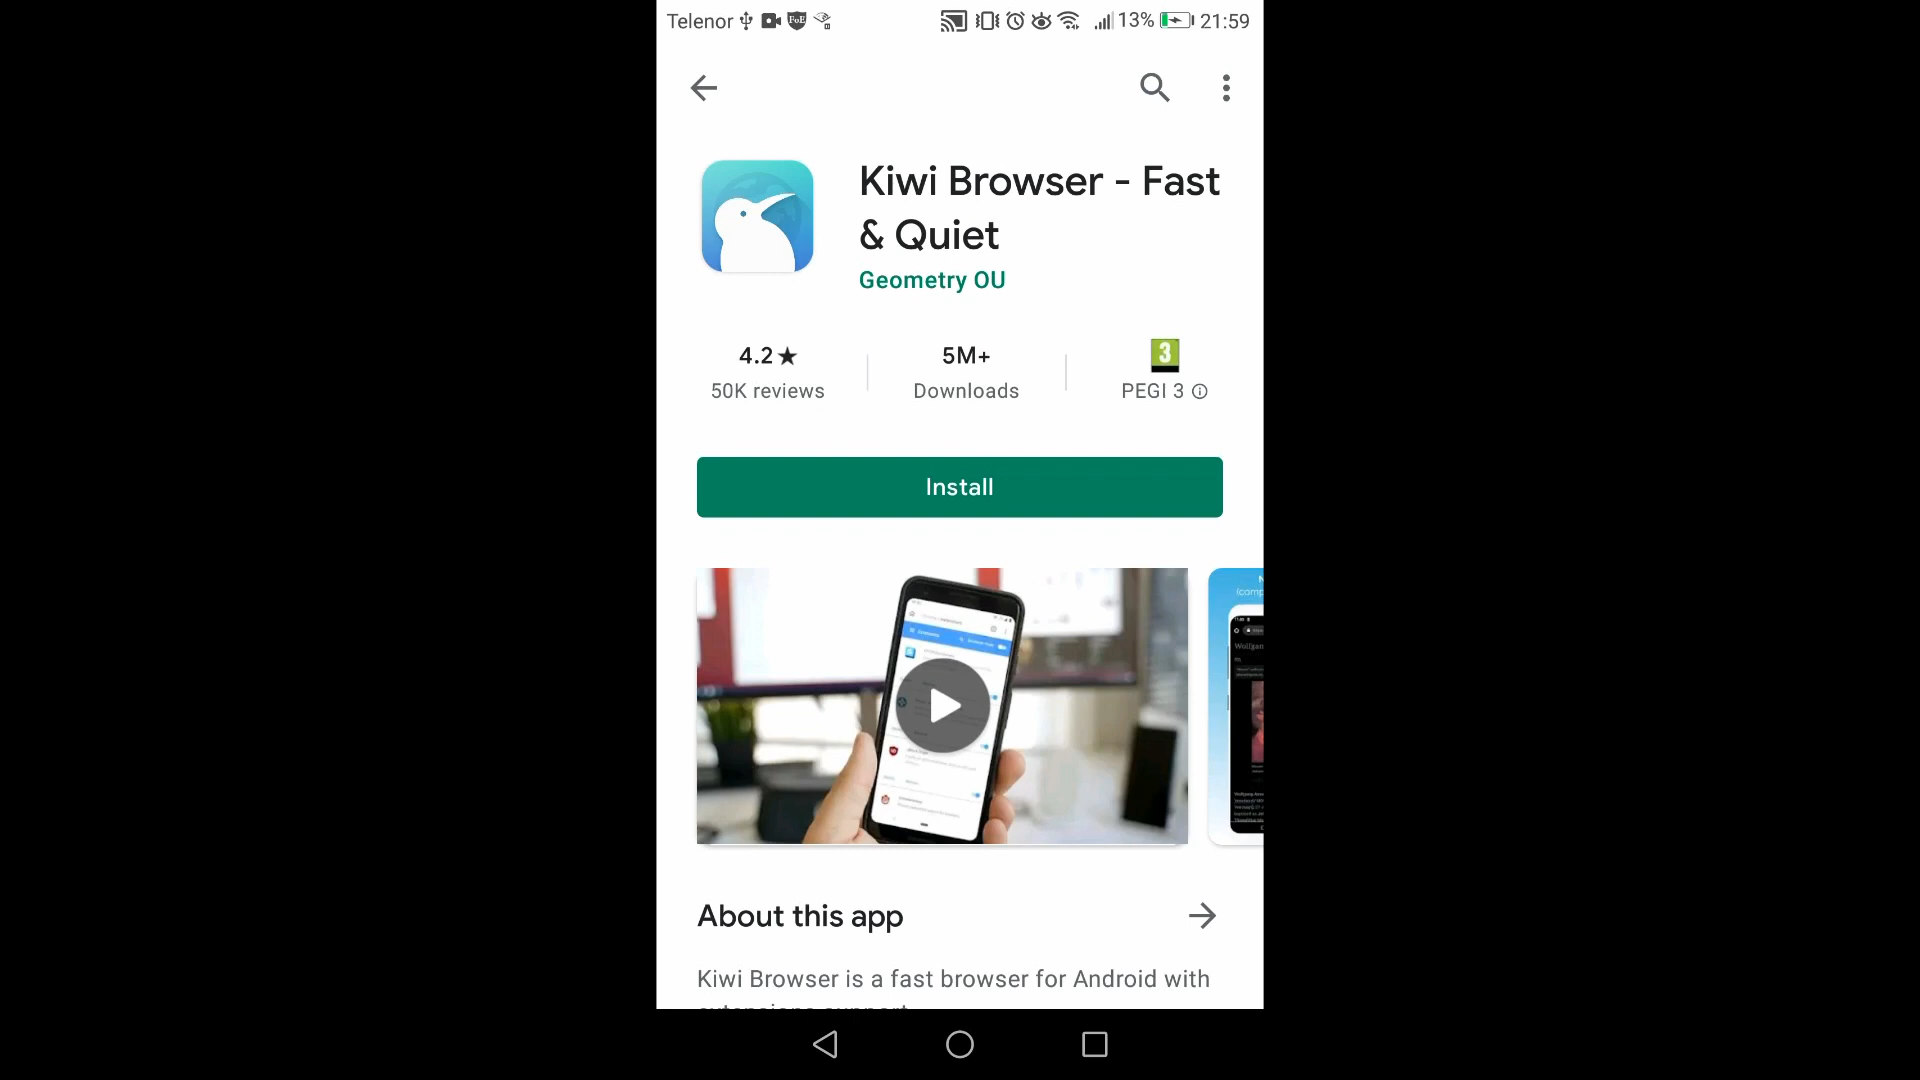 Telenor 13% 21:59
Kiwi Browser - Fast
& Quiet
Geometry OU
4.2★ 5M+ 3
50K reviews Downloads PEGI 3
Install
About this app
Kiwi Browser is a fast browser for Android with